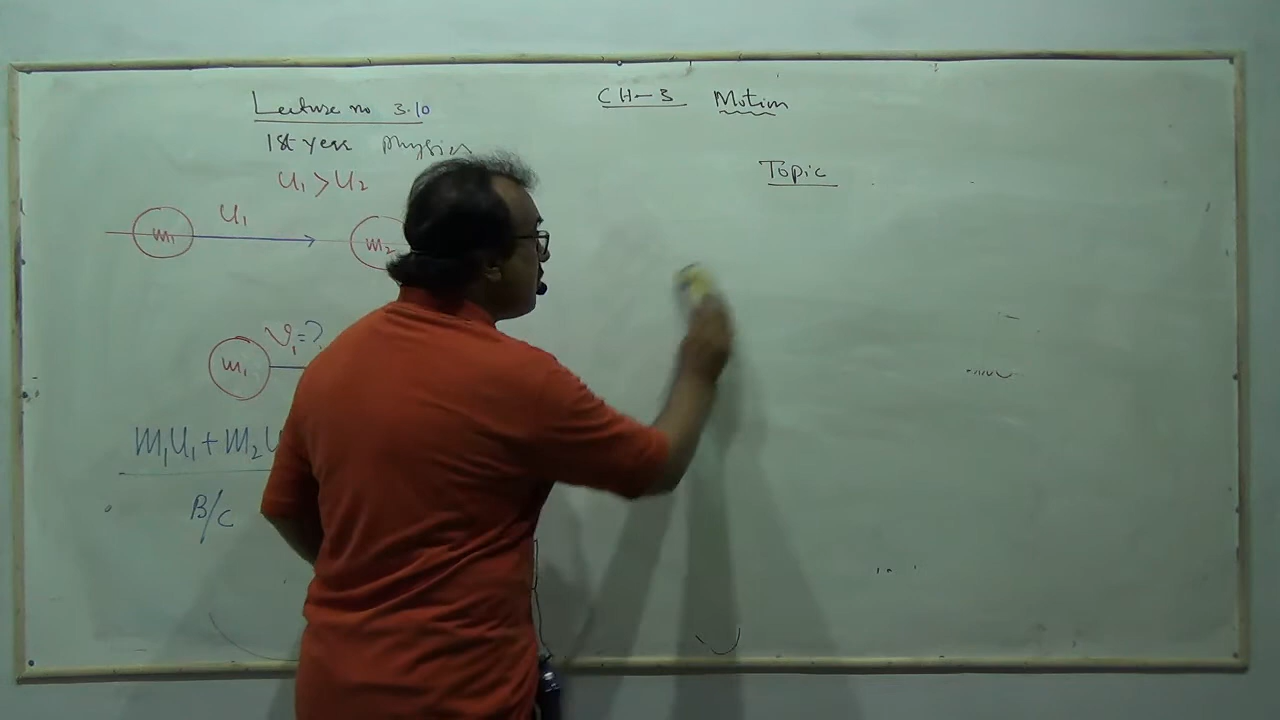 Lecture no 3.10
1st year physics
CH-3 Motion
Topic
U₁ > U₂
m₁ U₁ m₂
m₁ V₁=?
m₁U₁ + m₂U
B/C